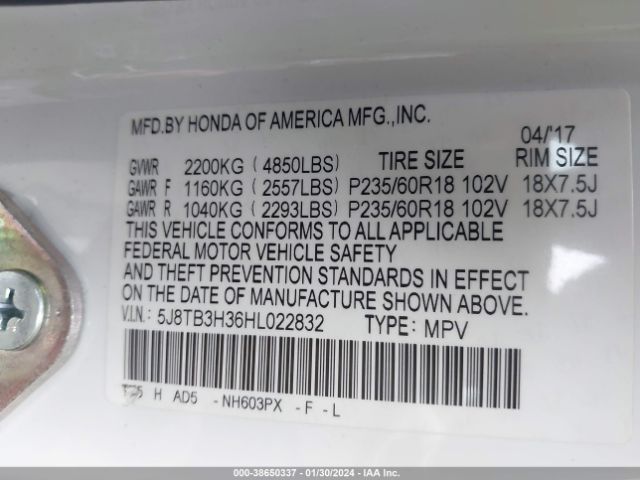 MFD.BY HONDA OF AMERICA MFG.,INC.
04/'17
GVWR 2200KG (4850LBS) TIRE SIZE RIM SIZE
GAWR F 1160KG (2557LBS) P235/60R18 102V 18X7.5J
GAWR R 1040KG (2293LBS) P235/60R18 102V 18X7.5J
THIS VEHICLE CONFORMS TO ALL APPLICABLE
FEDERAL MOTOR VEHICLE SAFETY
AND THEFT PREVENTION STANDARDS IN EFFECT
ON THE DATE OF MANUFACTURE SHOWN ABOVE.
V.I.N: 5J8TB3H36HL022832 TYPE: MPV
H AD5 -NH603PX -F-L
000-38650337 - 01/30/2024 - IAA Inc.